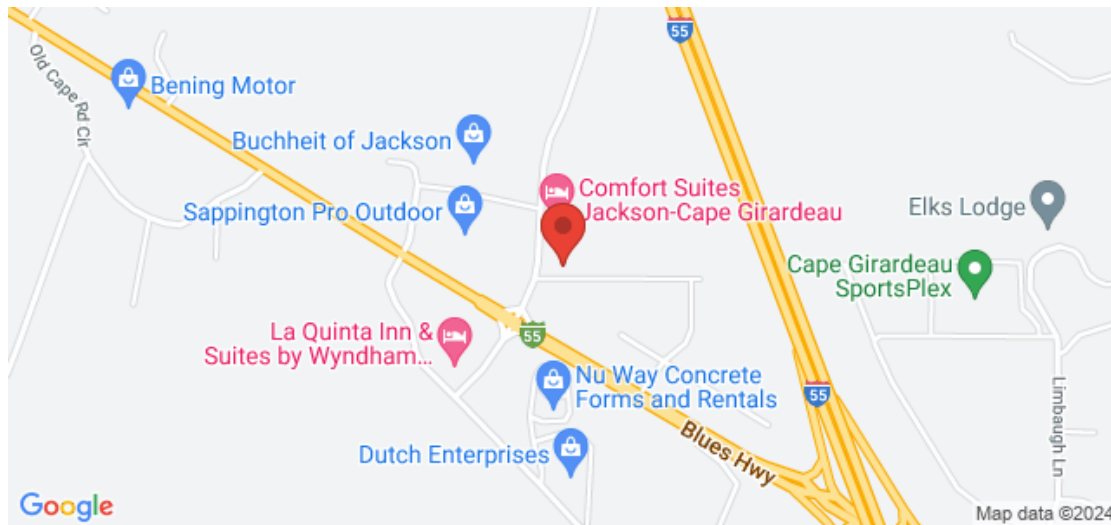 55
Old Cape Rd Cir
Bening Motor
Buchheit of Jackson
Comfort Suites
Jackson-Cape Girardeau
Sappington Pro Outdoor
Elks Lodge
Cape Girardeau
SportsPlex
La Quinta Inn &
Suites by Wyndham...
55
Nu Way Concrete
Forms and Rentals
55
Limbaugh Ln
Blues Hwy
Dutch Enterprises
Google
Map data ©2024